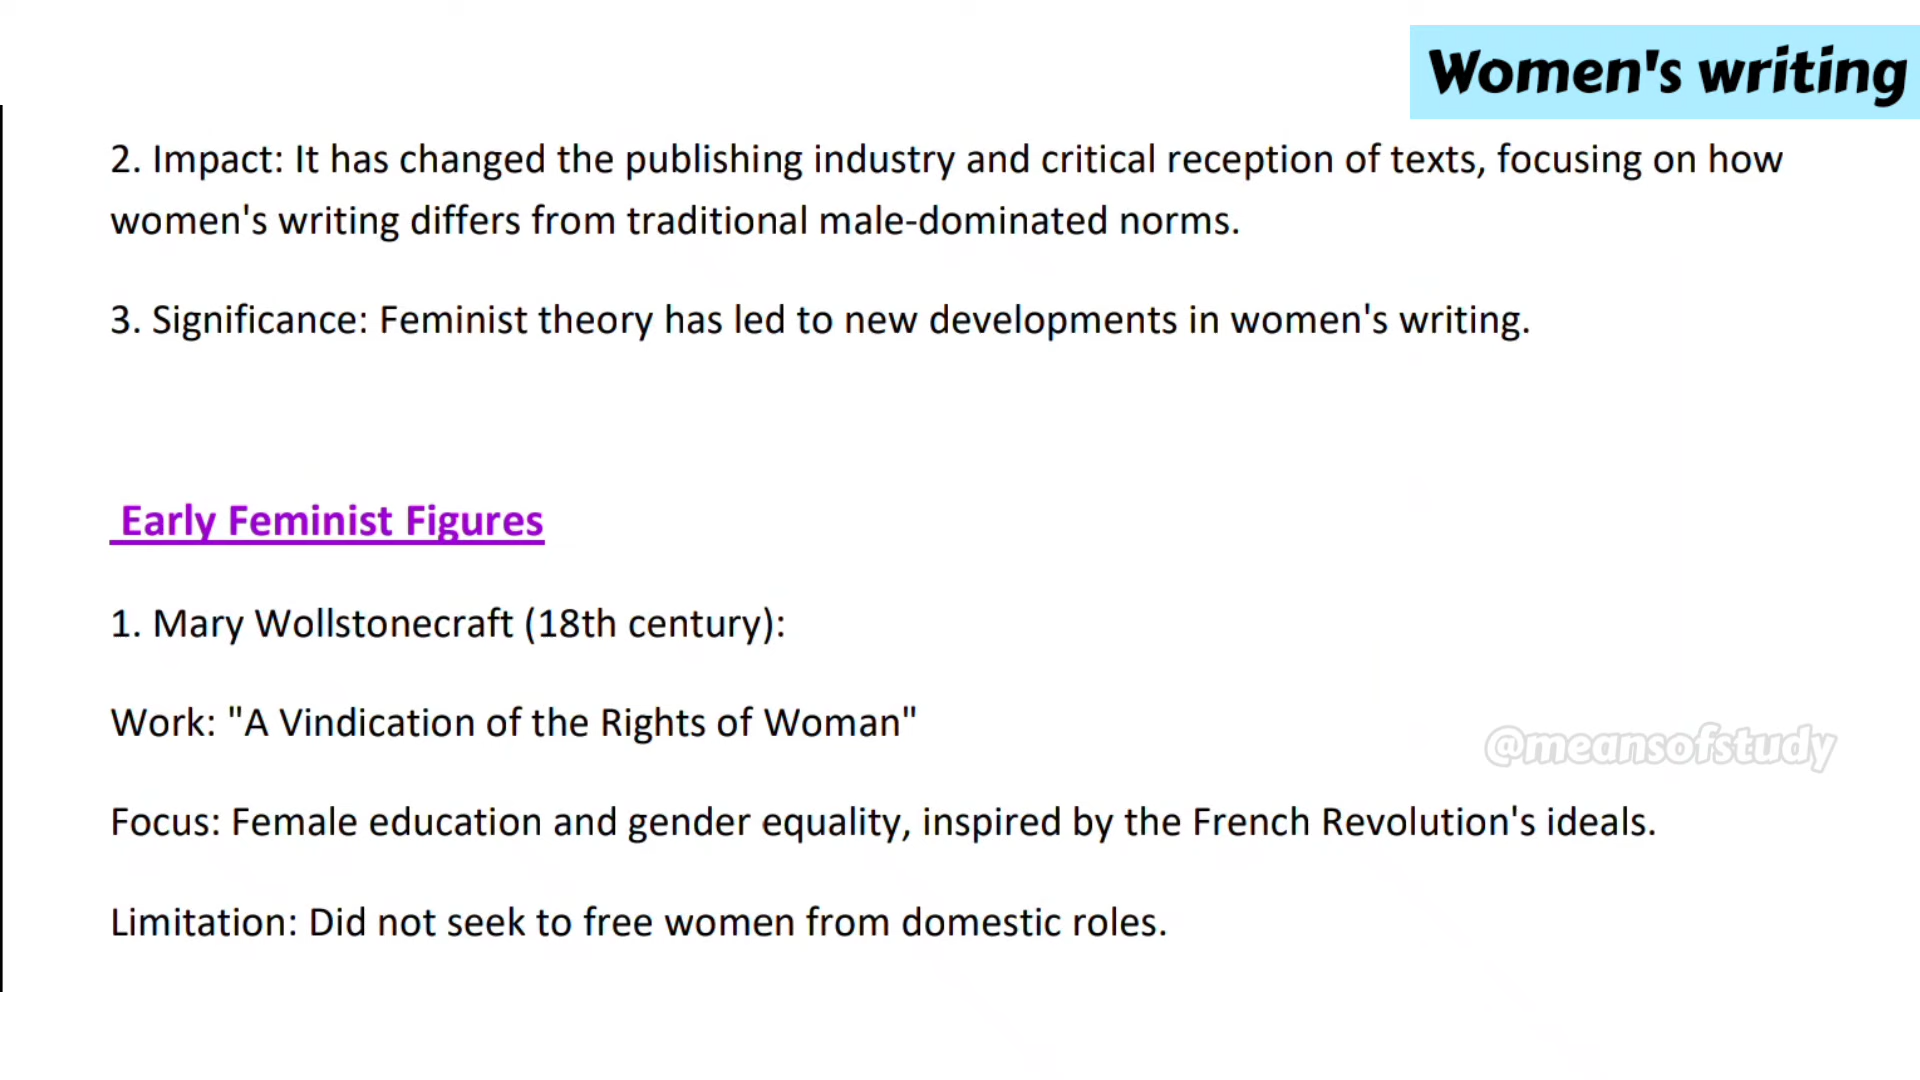 Women's writing
2. Impact: It has changed the publishing industry and critical reception of texts, focusing on how
women's writing differs from traditional male-dominated norms.
3. Significance: Feminist theory has led to new developments in women's writing.
Early Feminist Figures
1. Mary Wollstonecraft (18th century):
Work: "A Vindication of the Rights of Woman"
@meansofstudy
Focus: Female education and gender equality, inspired by the French Revolution's ideals.
Limitation: Did not seek to free women from domestic roles.